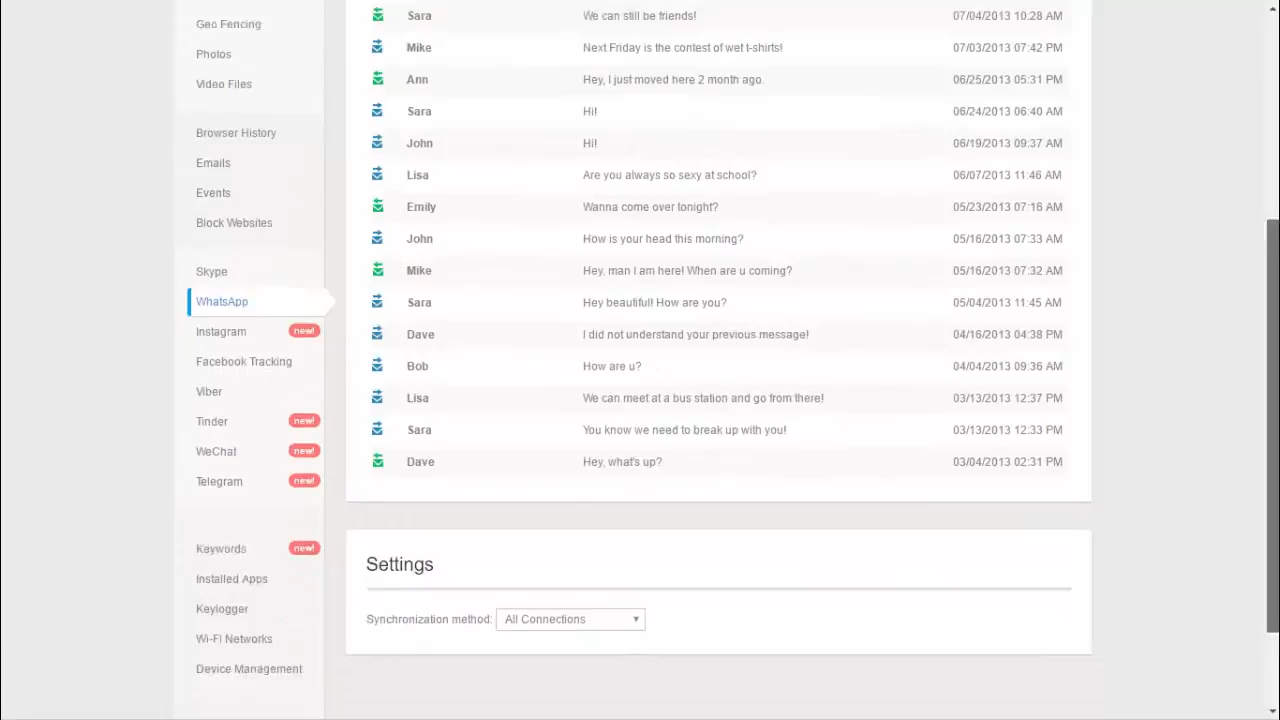 Geo Fencing
Photos
Video Files
Browser History
Emails
Events
Block Websites
Skype
WhatsApp
Instagram new!
Facebook Tracking
Viber
Tinder new!
WeChat new!
Telegram new!
Keywords new!
Installed Apps
Keylogger
Wi-Fi Networks
Device Management
Sara We can still be friends! 07/04/2013 10.28 AM
Mike Next Friday is the contest of wet t-shirts! 07/03/2013 07:42 PM
Ann Hey, I just moved here 2 month ago. 06/25/2013 05:31 PM
Sara Hi! 06/24/2013 06:40 AM
John Hi! 06/19/2013 09:37 AM
Lisa Are you always so sexy at school? 06/07/2013 11:46 AM
Emily Wanna come over tonight? 05/23/2013 07:16 AM
John How is your head this morning? 05/16/2013 07:33 AM
Mike Hey, man I am here! When are u coming? 05/16/2013 07:32 AM
Sara Hey beautiful! How are you? 05/04/2013 11:45 AM
Dave I did not understand your previous message! 04/16/2013 04:38 PM
Bob How are u? 04/04/2013 09:36 AM
Lisa We can meet at a bus station and go from there! 03/13/2013 12:37 PM
Sara You know we need to break up with you! 03/13/2013 12:33 PM
Dave Hey, what's up? 03/04/2013 02:31 PM
Settings
Synchronization method: All Connections